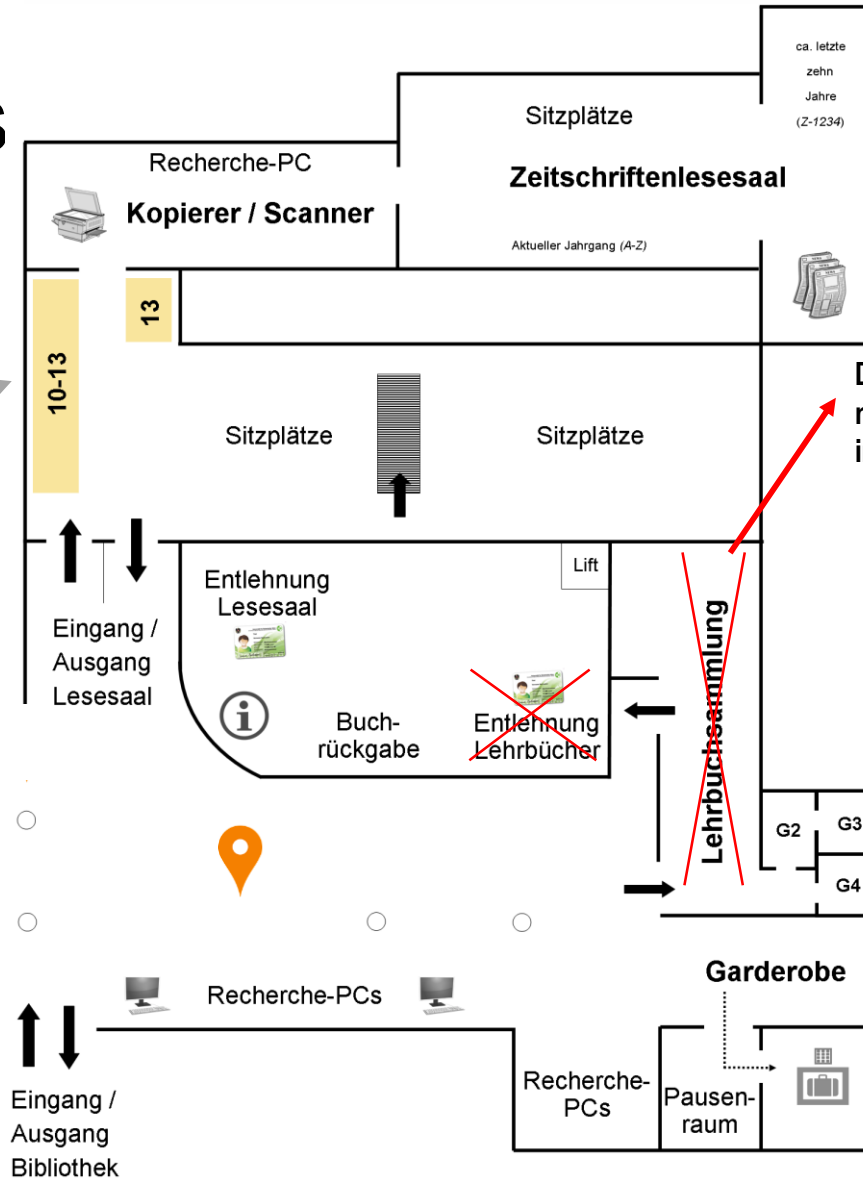 S
ca. letzte
zehn
Jahre
(Z-1234)
Sitzplätze
Recherche-PC
Zeitschriftenlesesaal
Kopierer / Scanner
Aktueller Jahrgang (A-Z)
13
10-13
Sitzplätze
Sitzplätze
Entlehnung
Lesesaal
Lift
Eingang /
Ausgang
Lesesaal
Buch-
rückgabe
Entlehnung
Lehrbücher
Lehrbuchsammlung
G2
G3
G4
Garderobe
Recherche-PCs
Recherche-
PCs
Pausen-
raum
Eingang /
Ausgang
Bibliothek